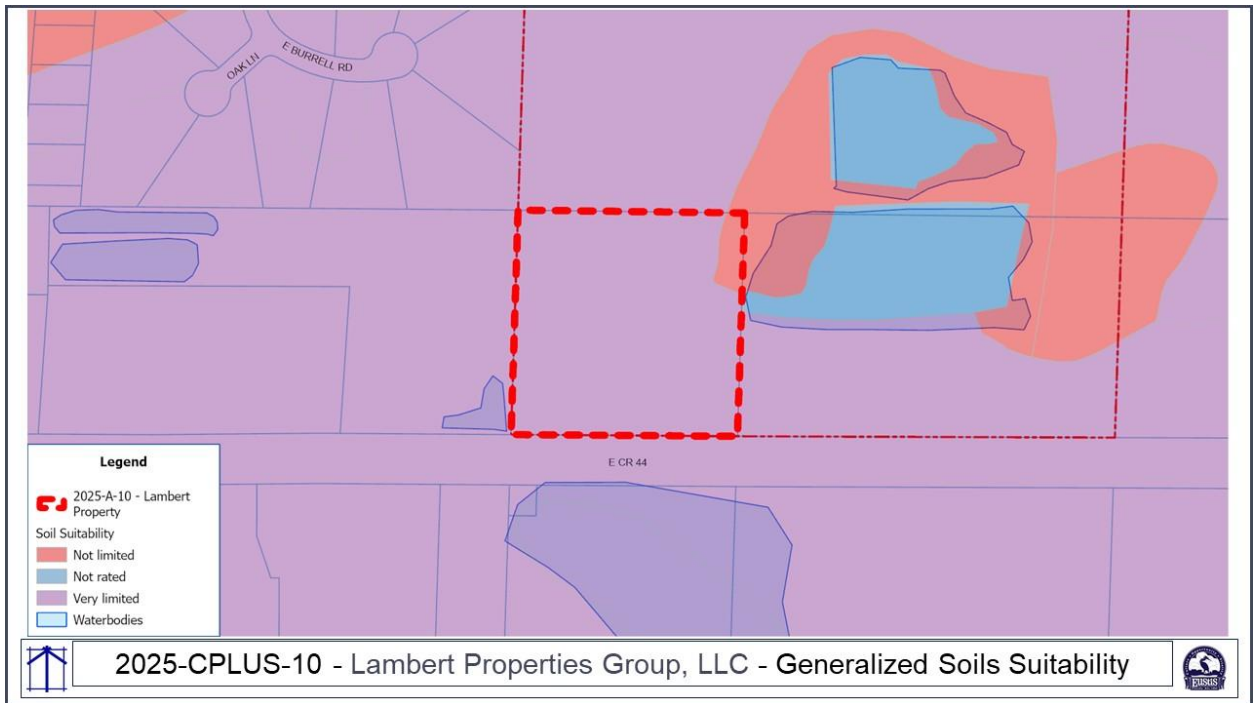 E BURRELL RD
OAK LN
E CR 44
Legend
2025-A-10 - Lambert
Property
Soil Suitability
Not limited
Not rated
Very limited
Waterbodies
2025-CPLUS-10 - Lambert Properties Group, LLC - Generalized Soils Suitability
EUSTIS